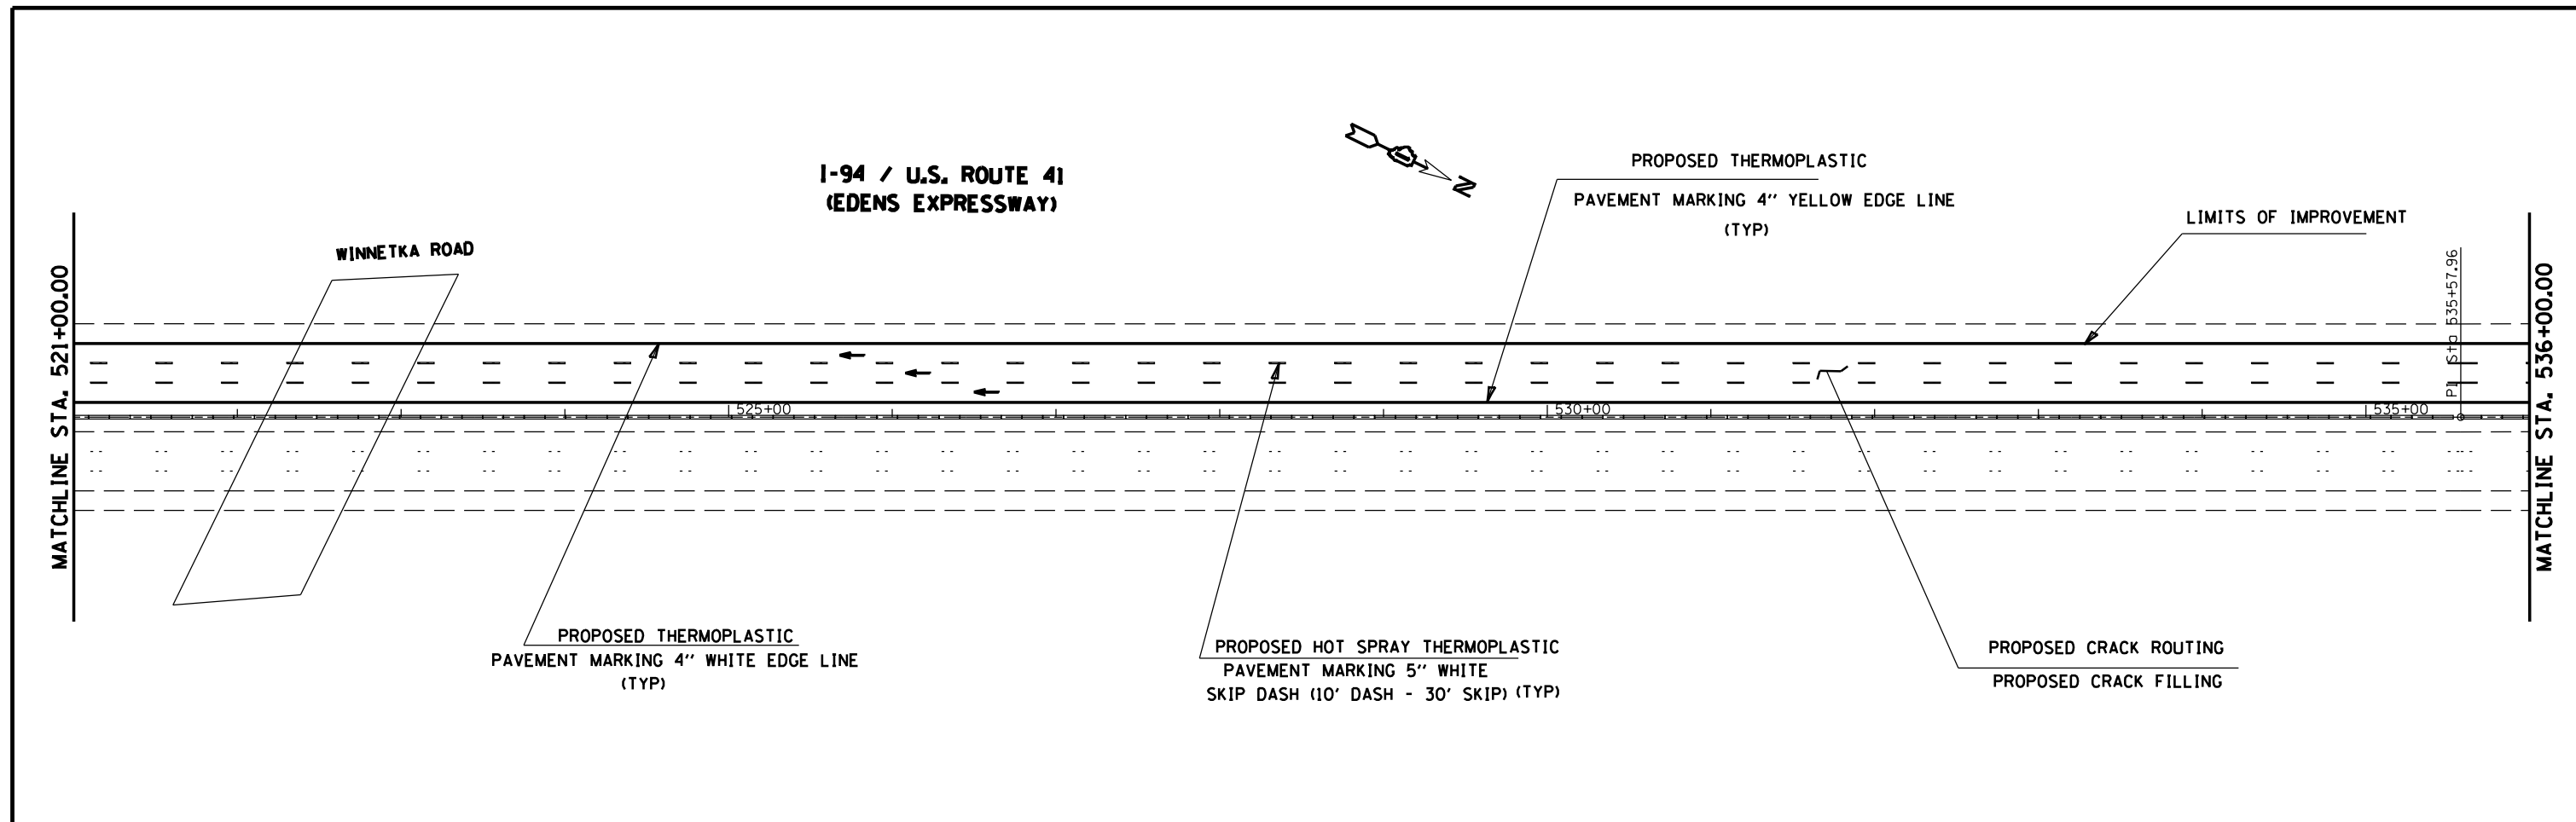 I-94 / U.S. ROUTE 41
(EDENS EXPRESSWAY)
N
PROPOSED THERMOPLASTIC
PAVEMENT MARKING 4'' YELLOW EDGE LINE
(TYP)
LIMITS OF IMPROVEMENT
WINNETKA ROAD
MATCHLINE STA. 521+00.00
PI Sta 535+57.96
MATCHLINE STA. 536+00.00
525+00
530+00
535+00
PROPOSED THERMOPLASTIC
PAVEMENT MARKING 4'' WHITE EDGE LINE
(TYP)
PROPOSED HOT SPRAY THERMOPLASTIC
PAVEMENT MARKING 5'' WHITE
SKIP DASH (10' DASH - 30' SKIP) (TYP)
PROPOSED CRACK ROUTING
PROPOSED CRACK FILLING